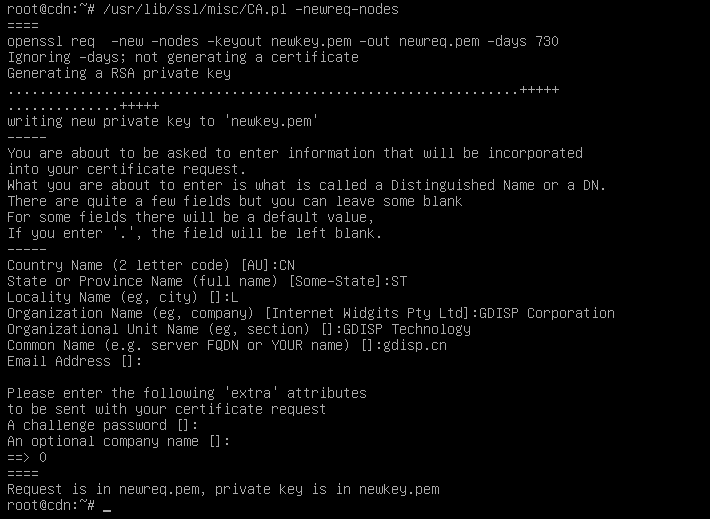 root@cdn:~# /usr/lib/ssl/misc/CA.pl -newreq-nodes
====
openssl req  -new -nodes -keyout newkey.pem -out newreq.pem -days 730
Ignoring -days; not generating a certificate
Generating a RSA private key
................................................................+++++
..............+++++
writing new private key to 'newkey.pem'
-----
You are about to be asked to enter information that will be incorporated
into your certificate request.
What you are about to enter is what is called a Distinguished Name or a DN.
There are quite a few fields but you can leave some blank
For some fields there will be a default value,
If you enter '.', the field will be left blank.
-----
Country Name (2 letter code) [AU]:CN
State or Province Name (full name) [Some-State]:ST
Locality Name (eg, city) []:L
Organization Name (eg, company) [Internet Widgits Pty Ltd]:GDISP Corporation
Organizational Unit Name (eg, section) []:GDISP Technology
Common Name (e.g. server FQDN or YOUR name) []:gdisp.cn
Email Address []:

Please enter the following 'extra' attributes
to be sent with your certificate request
A challenge password []:
An optional company name []:
==> 0
====
Request is in newreq.pem, private key is in newkey.pem
root@cdn:~# _